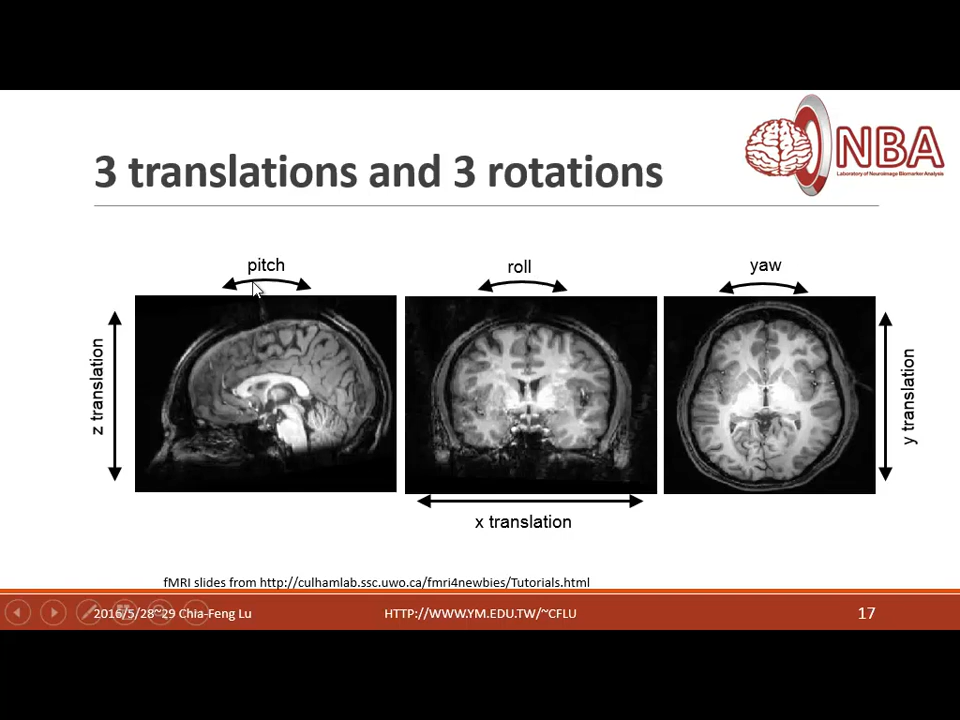 NBA
Laboratory of Neuroimage Biomarker Analysis
3 translations and 3 rotations
pitch
roll
yaw
z translation
y translation
x translation
fMRI slides from http://culhamlab.ssc.uwo.ca/fmri4newbies/Tutorials.html
2016/5/28~29 Chia-Feng Lu
HTTP://WWW.YM.EDU.TW/~CFLU
17